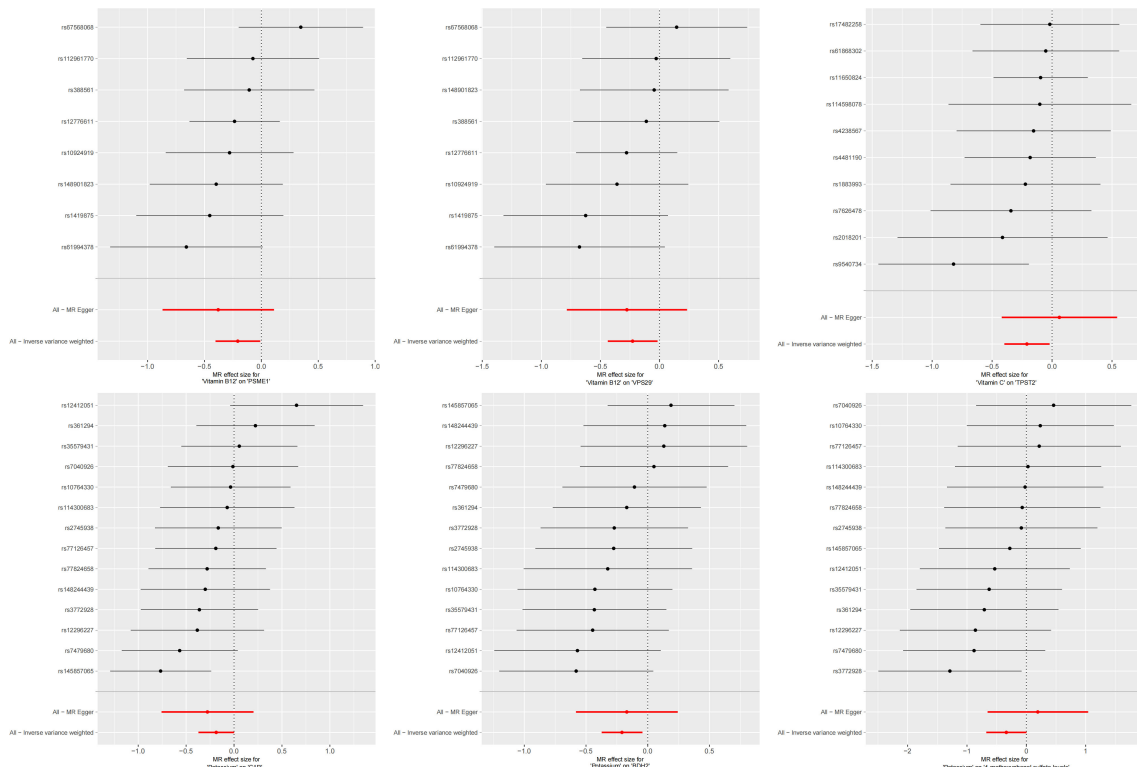 rs67568068
rs112961770
rs388561
rs12776611
rs10924919
rs148901823
rs1419875
rs61994378
All − MR Egger
All − Inverse variance weighted
−1.0 −0.5 0.0 0.5 1.0
MR effect size for
'Vitamin B12' on 'PSME1'
rs67568068
rs112961770
rs148901823
rs388561
rs12776611
rs10924919
rs1419875
rs61994378
All − MR Egger
All − Inverse variance weighted
−1.5 −1.0 −0.5 0.0 0.5
MR effect size for
'Vitamin B12' on 'VPS29'
rs17482258
rs61868302
rs11650824
rs114598078
rs4238567
rs4481190
rs1883993
rs7626478
rs2018201
rs9540734
All − MR Egger
All − Inverse variance weighted
−1.5 −1.0 −0.5 0.0 0.5
MR effect size for
'Vitamin C' on 'TPST2'
rs12412051
rs361294
rs35579431
rs7040926
rs10764330
rs114300683
rs2745938
rs77126457
rs77824658
rs148244439
rs3772928
rs12296227
rs7479680
rs145857065
All − MR Egger
All − Inverse variance weighted
−1.0 −0.5 0.0 0.5 1.0
MR effect size for
rs145857065
rs148244439
rs12296227
rs77824658
rs7479680
rs361294
rs3772928
rs2745938
rs114300683
rs10764330
rs35579431
rs77126457
rs12412051
rs7040926
All − MR Egger
All − Inverse variance weighted
−1.0 −0.5 0.0 0.5
MR effect size for
'Potassium' on 'RDH2'
rs7040926
rs10764330
rs77126457
rs114300683
rs148244439
rs77824658
rs2745938
rs145857065
rs12412051
rs35579431
rs361294
rs12296227
rs7479680
rs3772928
All − MR Egger
All − Inverse variance weighted
−2 −1 0 1
MR effect size for